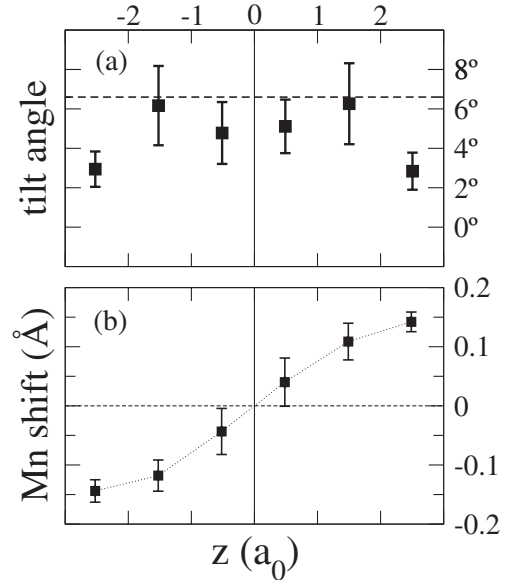 -2 -1 0 1 2
(a)
tilt angle
8º
6º
4º
2º
0º
(b)
Mn shift (Å)
0.2
0.1
0
-0.1
-0.2
z (a0)